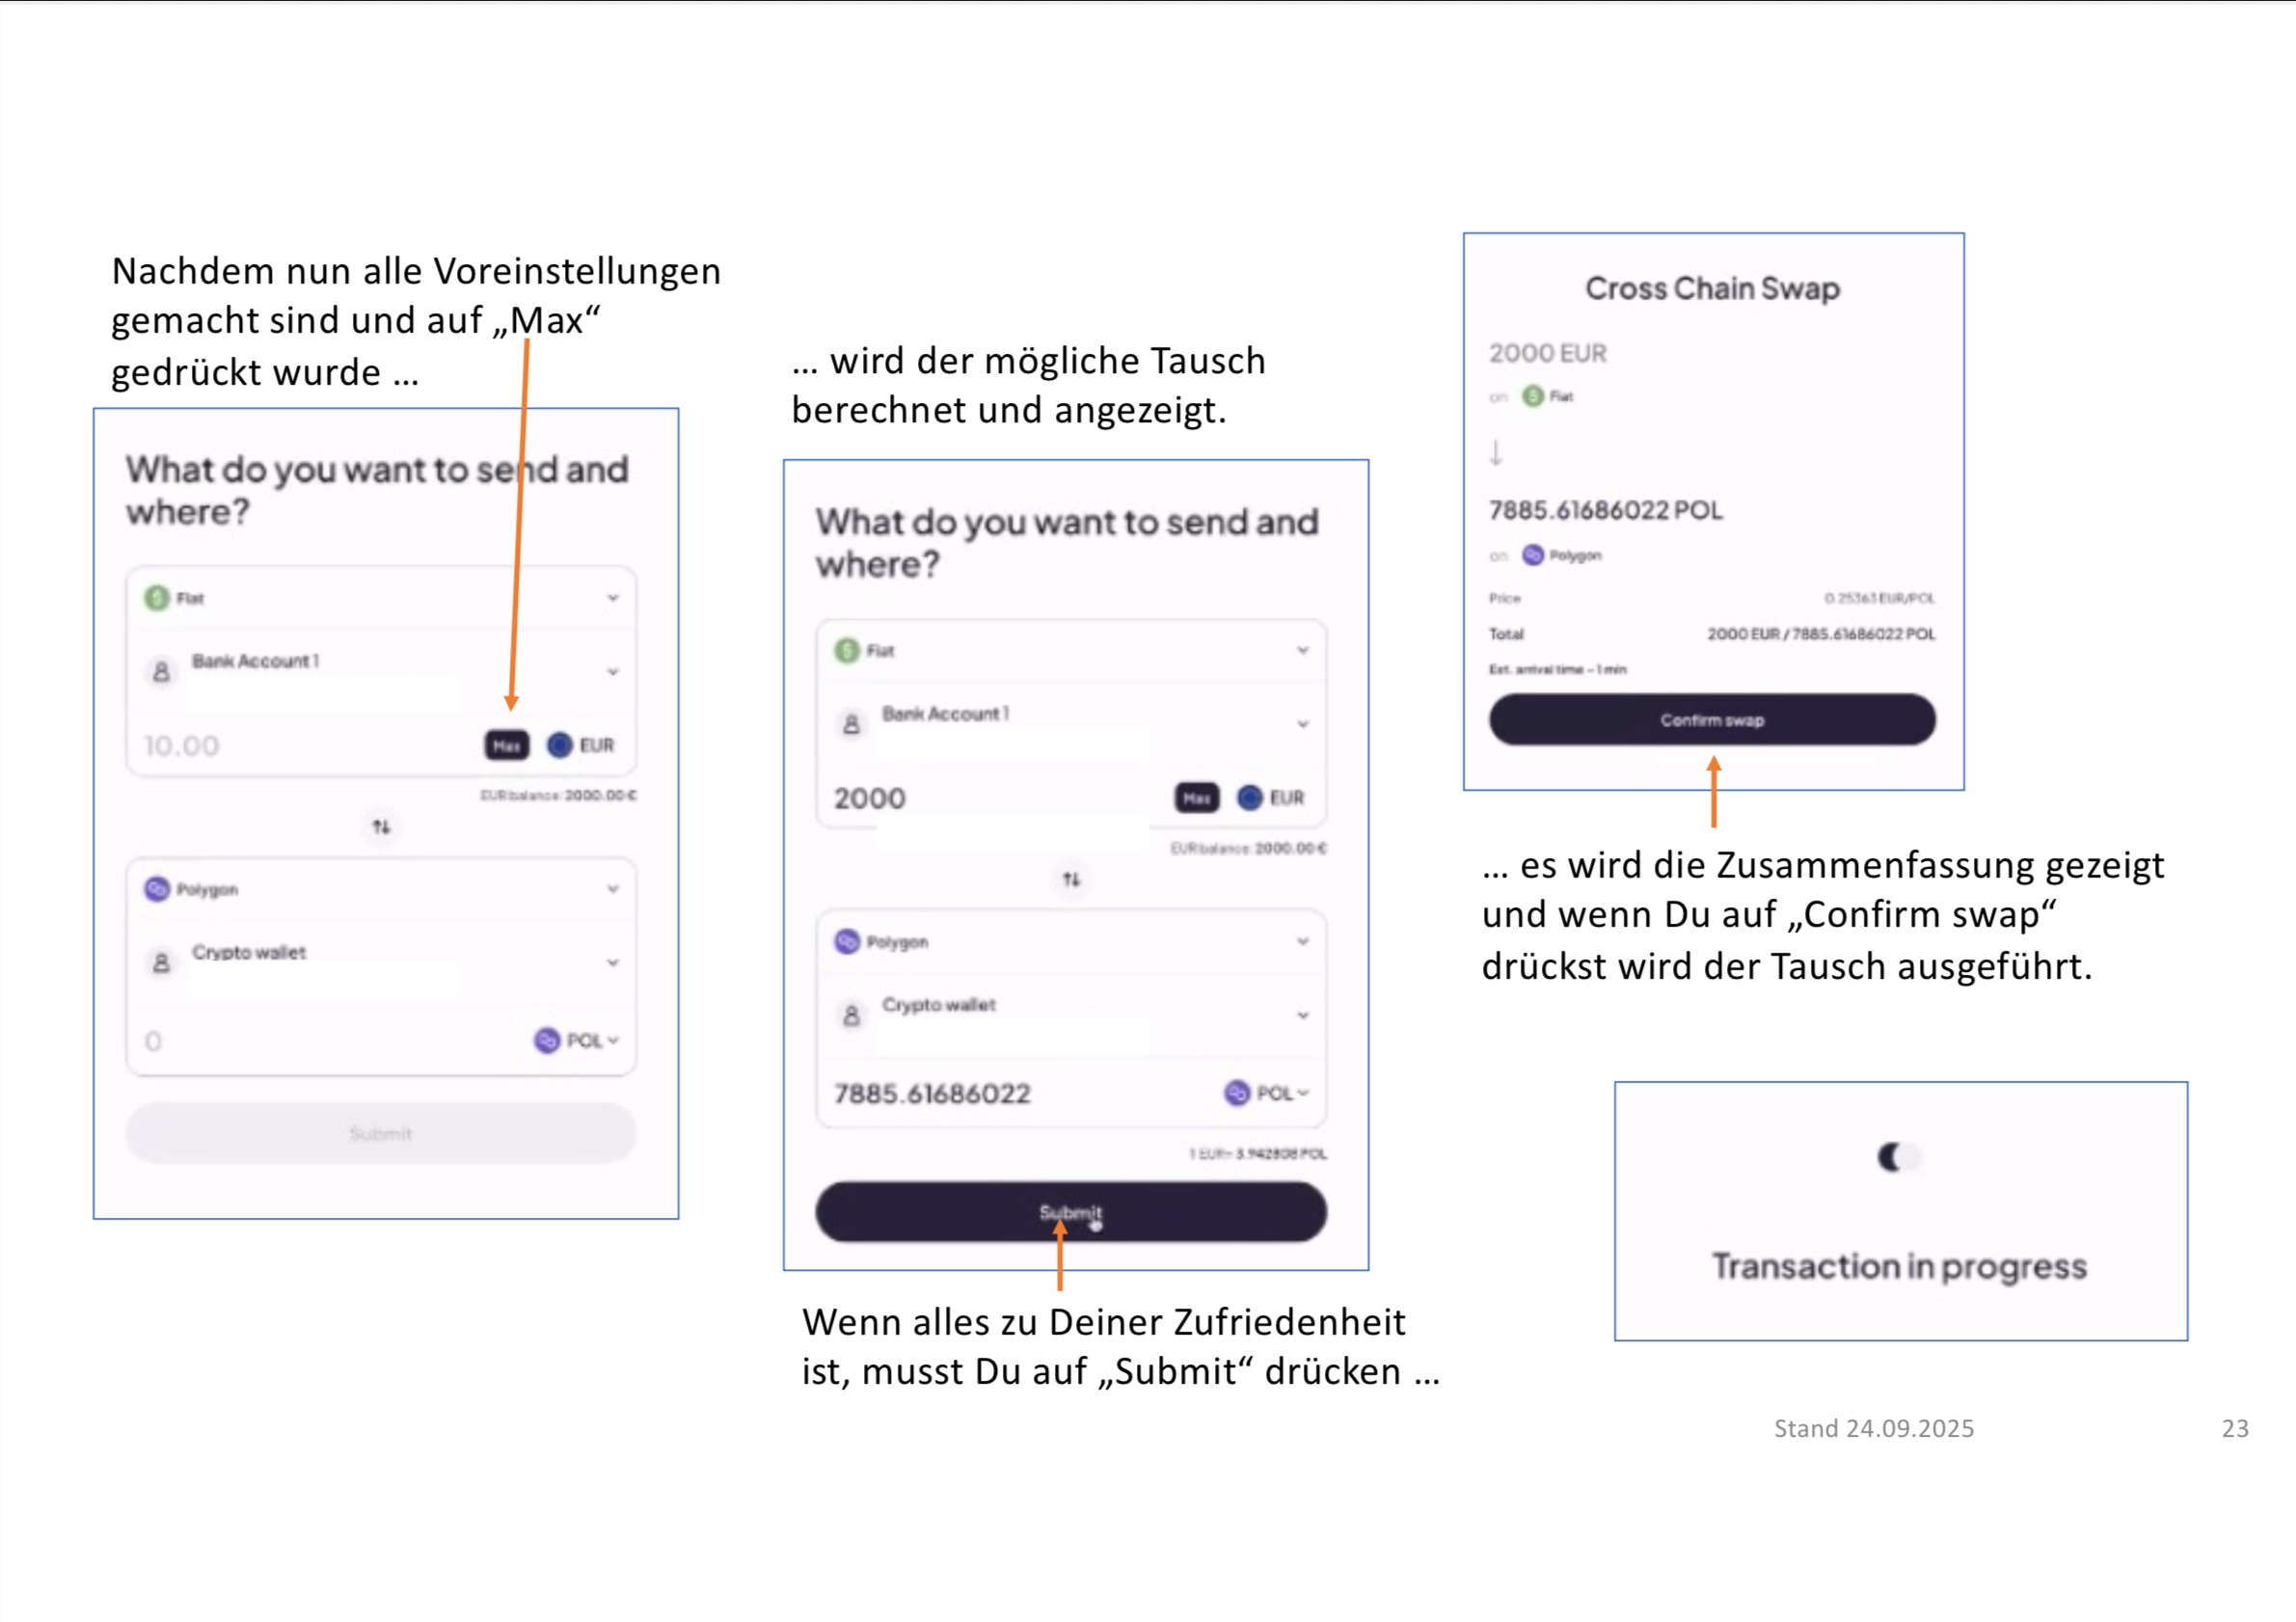 Nachdem nun alle Voreinstellungen
gemacht sind und auf „Max“
gedrückt wurde ...
What do you want to send and
where?
Fiat
Bank Account 1
10.00
Max
EUR
EUR balance: 2000.00 €
Polygon
Crypto wallet
0
POL
Submit
... wird der mögliche Tausch
berechnet und angezeigt.
What do you want to send and
where?
Fiat
Bank Account 1
2000
Max
EUR
EUR balance: 2000.00 €
Polygon
Crypto wallet
7885.61686022
POL
1 EUR~ 3.942808 POL
Submit
Wenn alles zu Deiner Zufriedenheit
ist, musst Du auf „Submit“ drücken ...
Cross Chain Swap
2000 EUR
on Fiat
7885.61686022 POL
on Polygon
Price 0.25363 EUR/POL
Total 2000 EUR / 7885.61686022 POL
Est. arrival time ~ 1 min
Confirm swap
... es wird die Zusammenfassung gezeigt
und wenn Du auf „Confirm swap“
drückst wird der Tausch ausgeführt.
Transaction in progress
Stand 24.09.2025
23